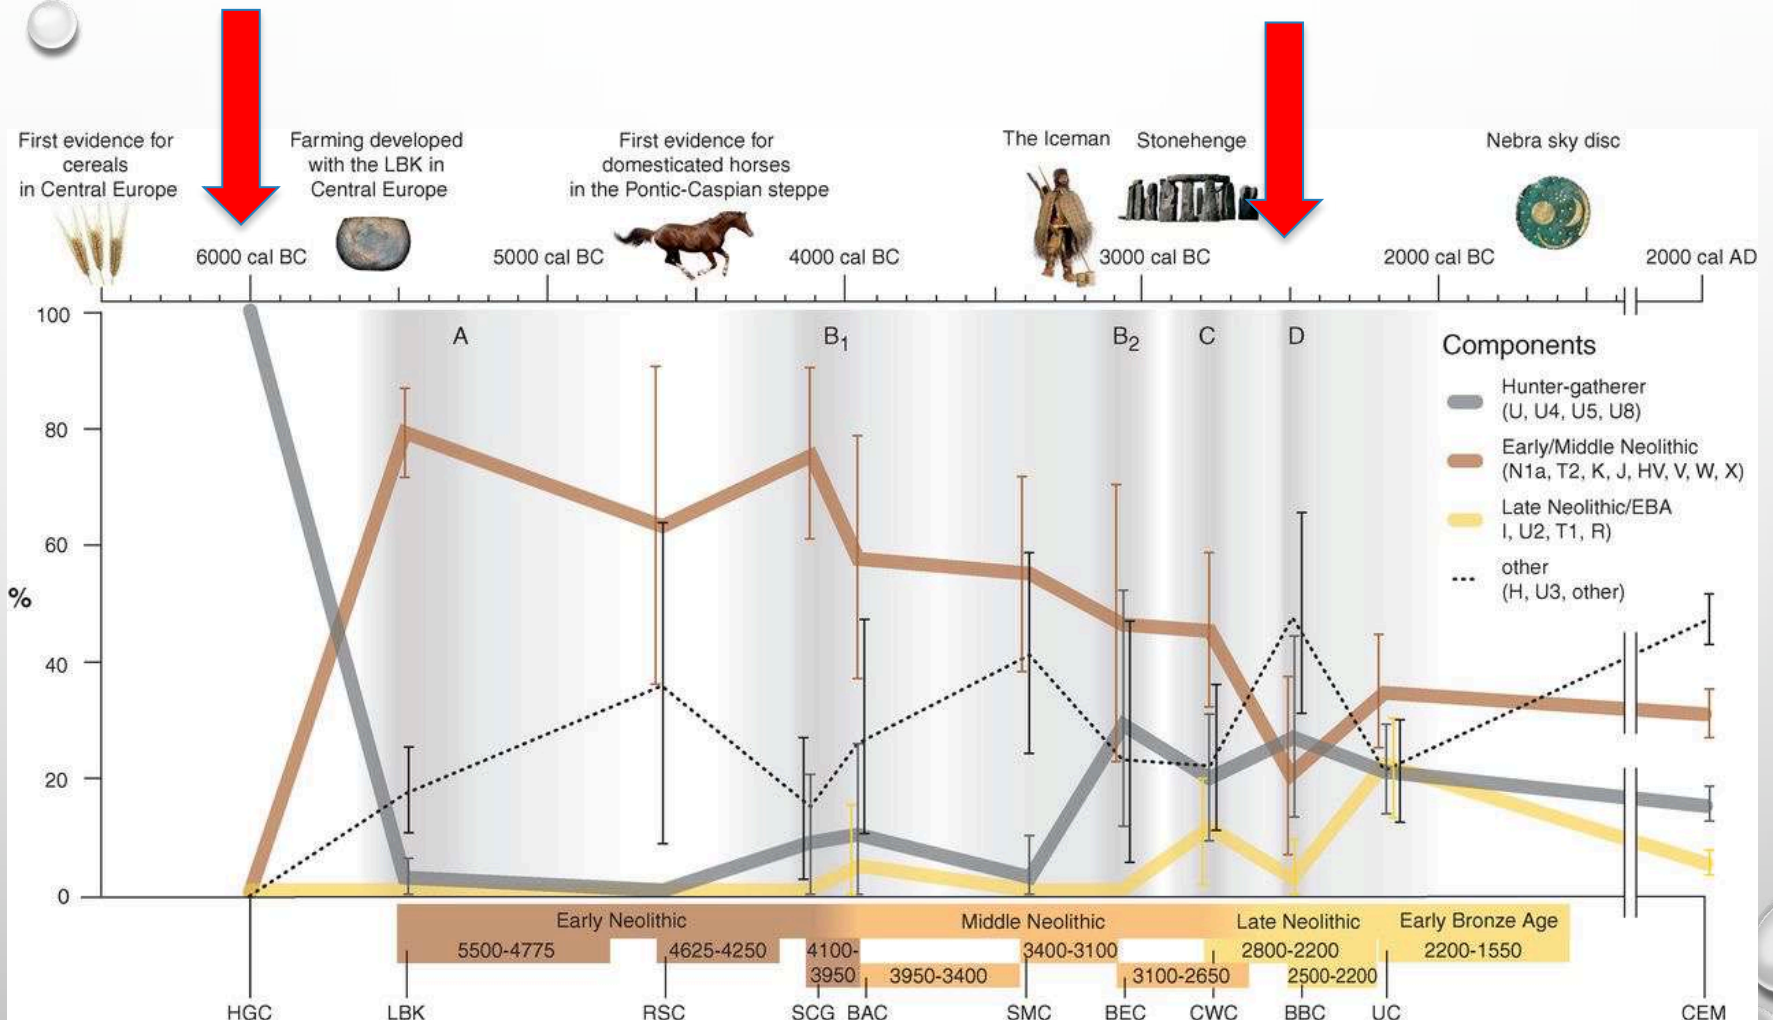 First evidence for
cereals
in Central Europe
Farming developed
with the LBK in
Central Europe
First evidence for
domesticated horses
in the Pontic-Caspian steppe
The Iceman
Stonehenge
Nebra sky disc
6000 cal BC
5000 cal BC
4000 cal BC
3000 cal BC
2000 cal BC
2000 cal AD
100
80
60
%
40
20
0
A
B1
B2
C
D
Components
Hunter-gatherer
(U, U4, U5, U8)
Early/Middle Neolithic
(N1a, T2, K, J, HV, V, W, X)
Late Neolithic/EBA
I, U2, T1, R)
other
(H, U3, other)
Early Neolithic
Middle Neolithic
Late Neolithic
Early Bronze Age
5500-4775
4625-4250
4100-
3950
3950-3400
3400-3100
3100-2650
2800-2200
2500-2200
2200-1550
HGC
LBK
RSC
SCG
BAC
SMC
BEC
CWC
BBC
UC
CEM